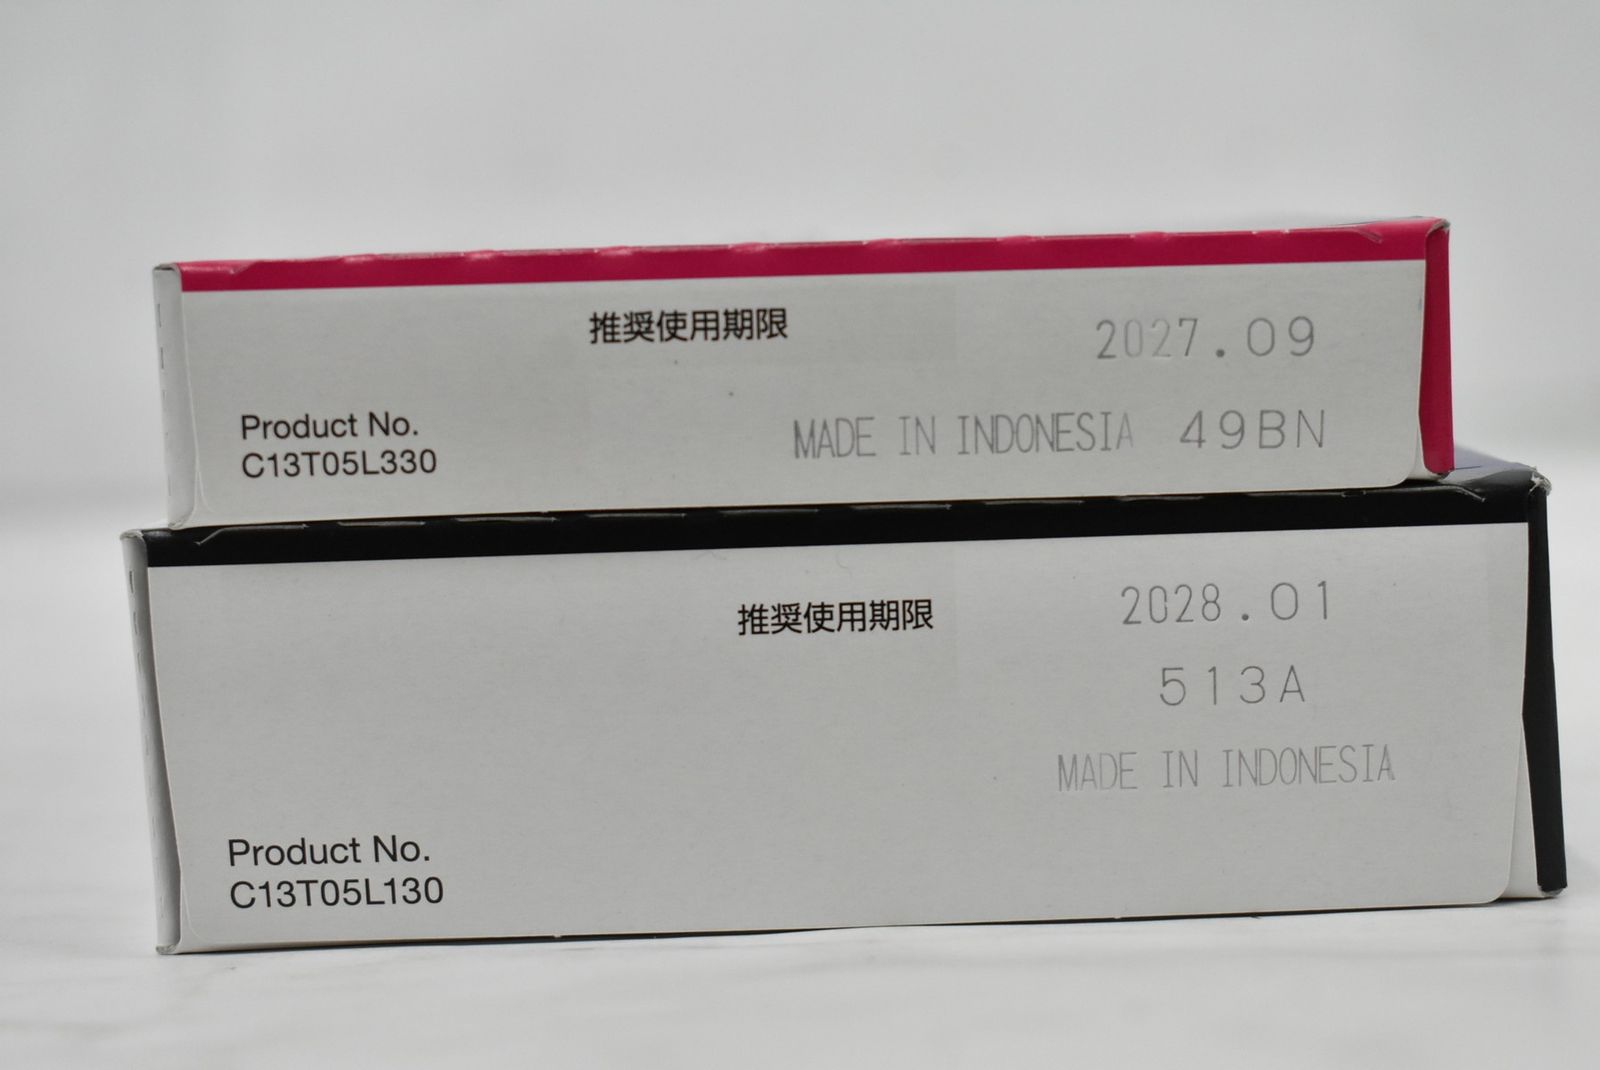 推奨使用期限 2027.09
Product No.
C13T05L330
MADE IN INDONESIA 49BN
推奨使用期限 2028.01
513A
MADE IN INDONESIA
Product No.
C13T05L130